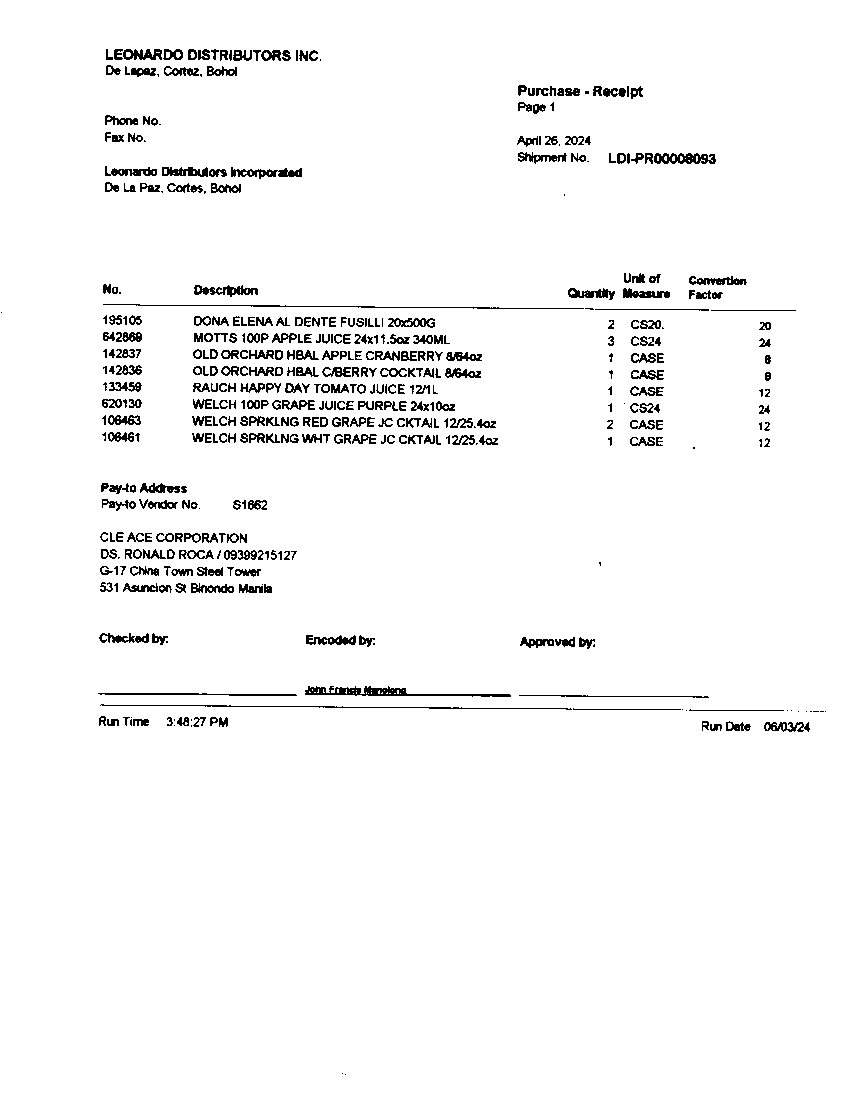 LEONARDO DISTRIBUTORS INC.
De Lapaz, Cortez, Bohol
Purchase - Receipt
Page 1
Phone No.
Fax No.
April 26, 2024
Shipment No. LDI-PR00008093
Leonardo Distributors Incorporated
De La Paz, Cortes, Bohol
No. Description Quantity Unit of Measure Convertion Factor
195105 DONA ELENA AL DENTE FUSILLI 20x500G 2 CS20. 20
642869 MOTTS 100P APPLE JUICE 24x11.5oz 340ML 3 CS24 24
142837 OLD ORCHARD HBAL APPLE CRANBERRY 8/64oz 1 CASE 8
142836 OLD ORCHARD HBAL C/BERRY COCKTAIL 8/64oz 1 CASE 8
133459 RAUCH HAPPY DAY TOMATO JUICE 12/1L 1 CASE 12
620130 WELCH 100P GRAPE JUICE PURPLE 24x10oz 1 CS24 24
106463 WELCH SPRKLNG RED GRAPE JC CKTAIL 12/25.4oz 2 CASE 12
106461 WELCH SPRKLNG WHT GRAPE JC CKTAIL 12/25.4oz 1 CASE 12
Pay-to Address
Pay-to Vendor No. S1662
CLE ACE CORPORATION
DS. RONALD ROCA / 09399215127
G-17 China Town Steel Tower
531 Asuncion St Binondo Manila
Checked by: Encoded by: Approved by:
John Francis
Run Time 3:48:27 PM Run Date 06/03/24